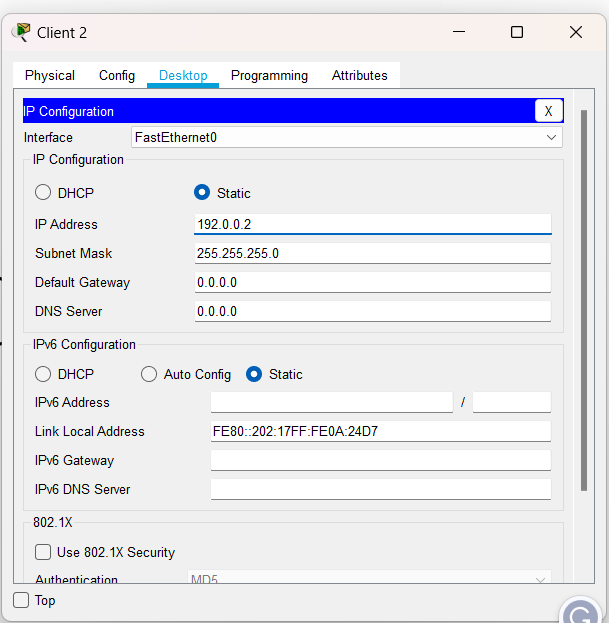 Client 2
Physical Config Desktop Programming Attributes
IP Configuration X
Interface FastEthernet0
IP Configuration
DHCP Static
IP Address 192.0.0.2
Subnet Mask 255.255.255.0
Default Gateway 0.0.0.0
DNS Server 0.0.0.0
IPv6 Configuration
DHCP Auto Config Static
IPv6 Address /
Link Local Address FE80::202:17FF:FE0A:24D7
IPv6 Gateway
IPv6 DNS Server
802.1X
Use 802.1X Security
Authentication MD5
Top